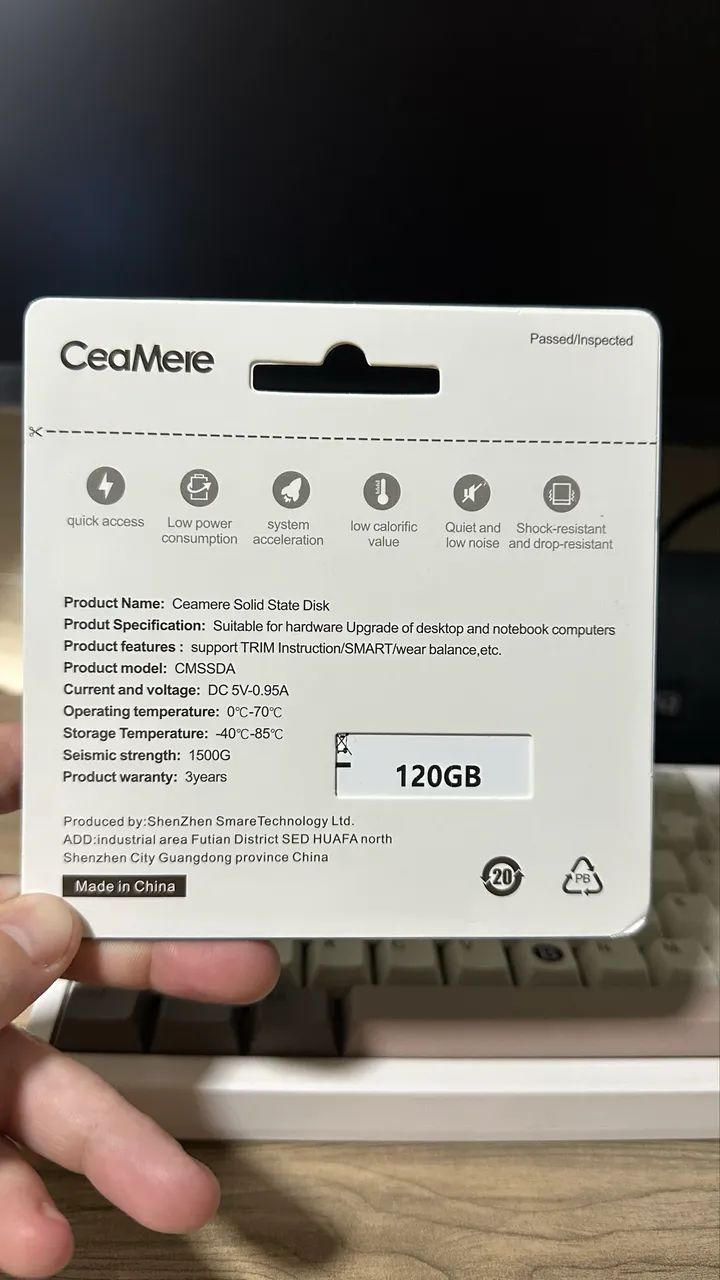 CeaMere
Passed/Inspected
quick access
Low power
consumption
system
acceleration
low calorific
value
Quiet and
low noise
Shock-resistant
and drop-resistant
Product Name: Ceamere Solid State Disk
Produt Specification: Suitable for hardware Upgrade of desktop and notebook computers
Product features : support TRIM Instruction/SMART/wear balance,etc.
Product model: CMSSDA
Current and voltage: DC 5V-0.95A
Operating temperature: 0℃-70℃
Storage Temperature: -40℃-85℃
Seismic strength: 1500G
Product waranty: 3years
120GB
Produced by:ShenZhen SmareTechnology Ltd.
ADD:industrial area Futian District SED HUAFA north
Shenzhen City Guangdong province China
Made in China
20
PB